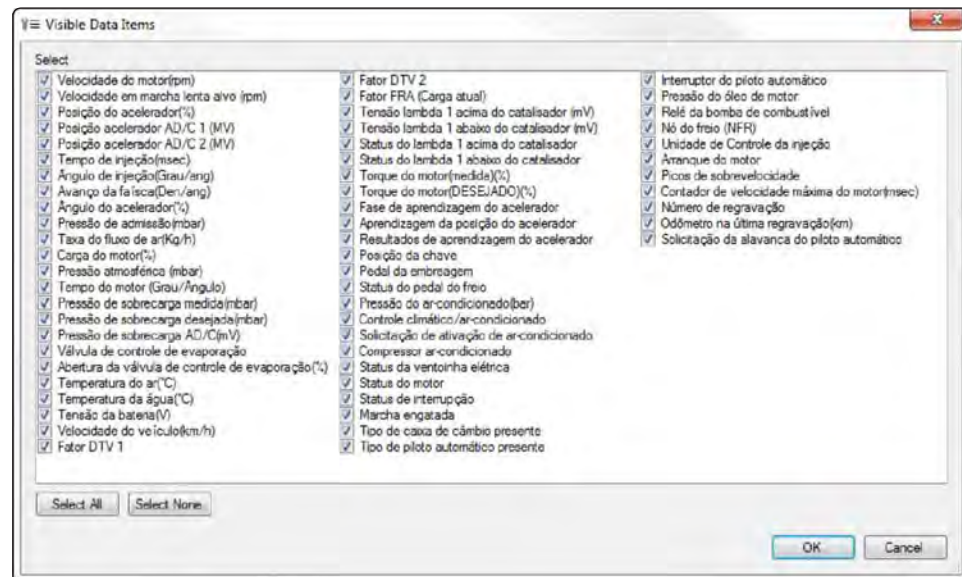 Visible Data Items
Select
Velocidade do motor(rpm)
Velocidade em marcha lenta alvo (rpm)
Posição do acelerador(%)
Posição acelerador AD/C 1 (MV)
Posição acelerador AD/C 2 (MV)
Tempo de injeção(msec)
Ângulo de injeção(Grau/ang)
Avanço da faísca(Den/ang)
Ângulo do acelerador(%)
Pressão de admissão(mbar)
Taxa do fluxo de ar(Kg/h)
Carga do motor(%)
Pressão atmosférica (mbar)
Tempo do motor (Grau/Ângulo)
Pressão de sobrecarga medida(mbar)
Pressão de sobrecarga desejada(mbar)
Pressão de sobrecarga AD/C(mV)
Válvula de controle de evaporação
Abertura da válvula de controle de evaporação(%)
Temperatura do ar(°C)
Temperatura da água(°C)
Tensão da bateria(V)
Velocidade do veículo(km/h)
Fator DTV 1
Fator DTV 2
Fator FRA (Carga atual)
Tensão lambda 1 acima do catalisador (mV)
Tensão lambda 1 abaixo do catalisador (mV)
Status do lambda 1 acima do catalisador
Status do lambda 1 abaixo do catalisador
Torque do motor(medida)(%)
Torque do motor(DESEJADO)(%)
Fase de aprendizagem do acelerador
Aprendizagem da posição do acelerador
Resultados de aprendizagem do acelerador
Posição da chave
Pedal da embreagem
Status do pedal do freio
Pressão do ar-condicionado(bar)
Controle climático/ar-condicionado
Solicitação de ativação de ar-condicionado
Compressor ar-condicionado
Status da ventoinha elétrica
Status do motor
Status de interrupção
Marcha engatada
Tipo de caixa de câmbio presente
Tipo de piloto automático presente
Interruptor do piloto automático
Pressão do óleo do motor
Relé da bomba de combustível
Nó do freio (NFR)
Unidade de Controle da injeção
Arranque do motor
Picos de sobrevelocidade
Contador de velocidade máxima do motor(msec)
Número de regravação
Odômetro na última regravação(km)
Solicitação da alavanca do piloto automático
Select All
Select None
OK
Cancel